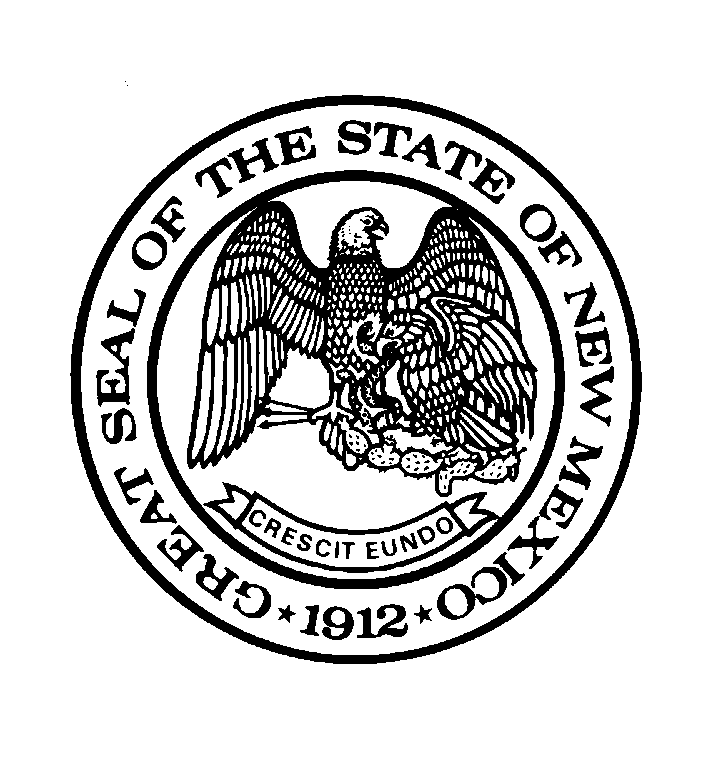 GREAT SEAL OF THE STATE OF NEW MEXICO
★ 1912 ★
CRESCIT EUNDO